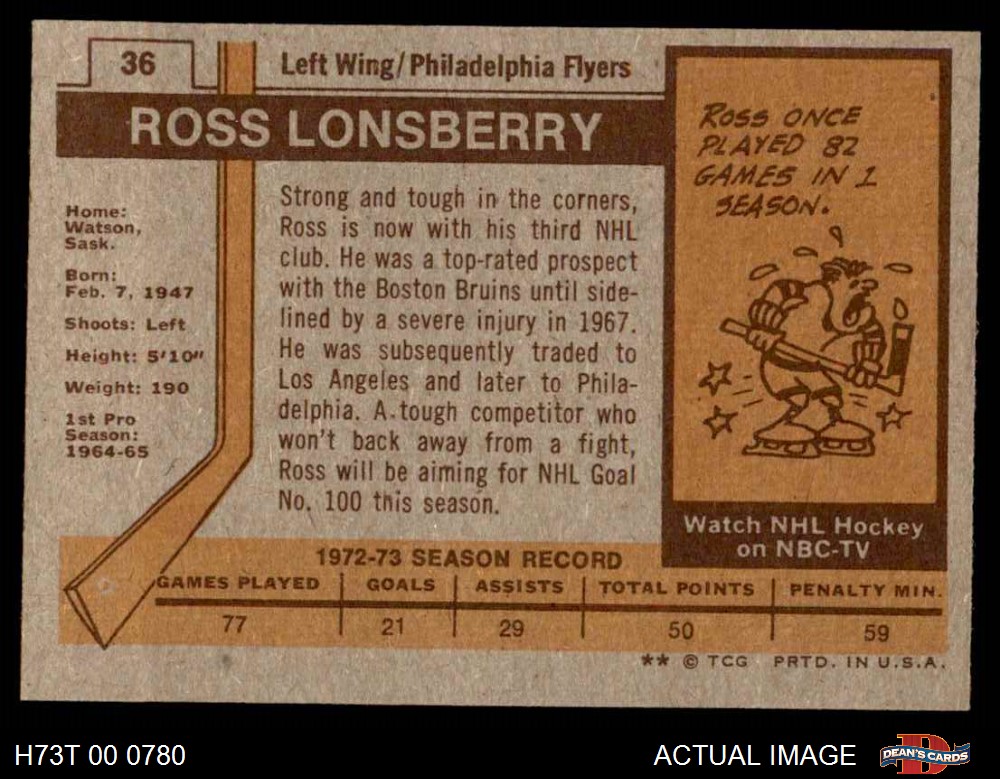 36
Left Wing/Philadelphia Flyers
ROSS LONSBERRY
Home:
Watson,
Sask.
Born:
Feb. 7, 1947
Shoots: Left
Height: 5'10"
Weight: 190
1st Pro
Season:
1964-65
Strong and tough in the corners,
Ross is now with his third NHL
club. He was a top-rated prospect
with the Boston Bruins until side-
lined by a severe injury in 1967.
He was subsequently traded to
Los Angeles and later to Phila-
delphia. A tough competitor who
won't back away from a fight,
Ross will be aiming for NHL Goal
No. 100 this season.
ROSS ONCE
PLAYED 82
GAMES IN 1
SEASON.
Watch NHL Hockey
on NBC-TV
1972-73 SEASON RECORD
GAMES PLAYED GOALS ASSISTS TOTAL POINTS PENALTY MIN.
77 21 29 50 59
** © TCG PRTD. IN U.S.A.
H73T 00 0780
ACTUAL IMAGE
D
DEAN'S CARDS